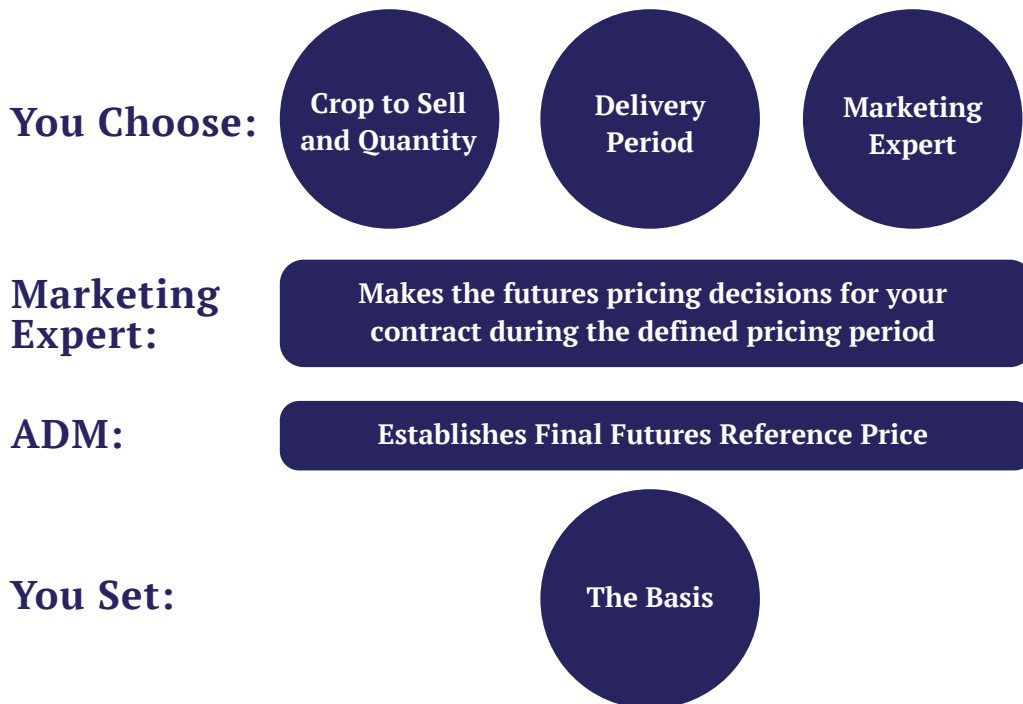 You Choose:
Crop to Sell
and Quantity
Delivery
Period
Marketing
Expert
Marketing
Expert:
Makes the futures pricing decisions for your
contract during the defined pricing period
ADM:
Establishes Final Futures Reference Price
You Set:
The Basis